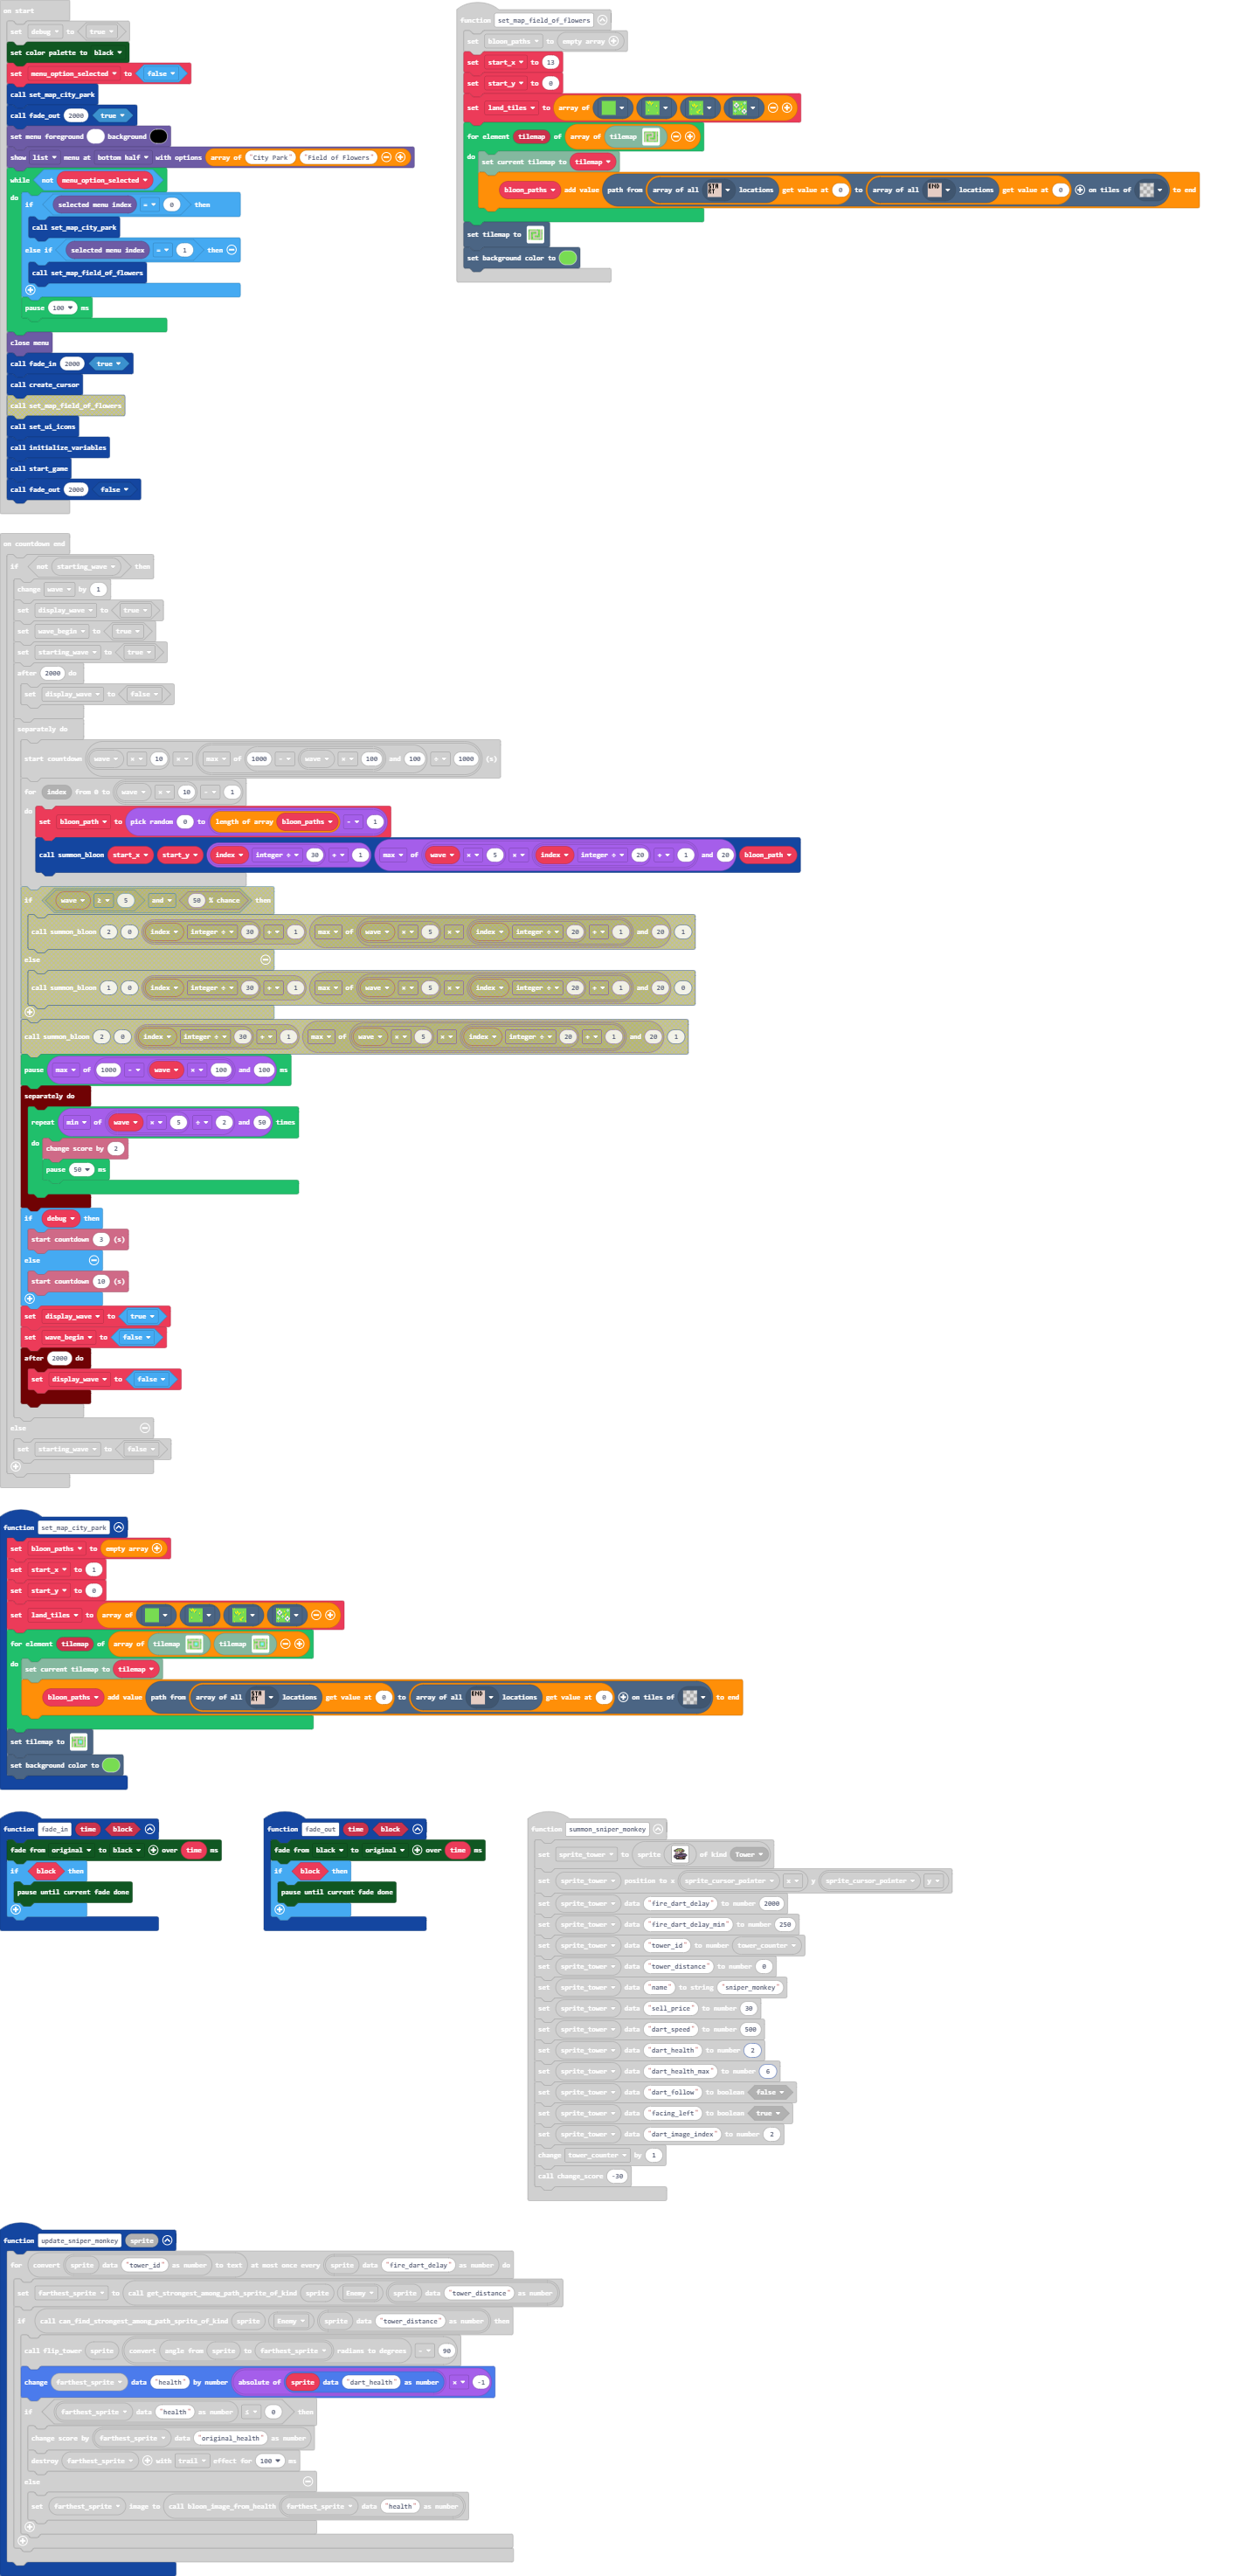 on start
set debug to true
set color palette to black
set menu_option_selected to false
call set_map_city_park
call fade_out 2000 true
set menu foreground background
show list menu at bottom half with options array of "City Park" "Field of Flowers"
while not menu_option_selected
do if selected menu index = 0 then
call set_map_city_park
else if selected menu index = 1 then
call set_map_field_of_flowers
pause 100 ms
close menu
call fade_in 2000 true
call create_cursor
call set_map_field_of_flowers
call set_ui_icons
call initialize_variables
call start_game
call fade_out 2000 false
function set_map_field_of_flowers
set bloon_paths to empty array
set start_x to 13
set start_y to 0
set land_tiles to array of
for element tilemap of array of tilemap
do set current tilemap to tilemap
bloon_paths add value path from array of all START locations get value at 0 to array of all END locations get value at 0 on tiles of to end
set tilemap to
set background color to
on countdown end
if not starting_wave then
change wave by 1
set display_wave to true
set wave_begin to true
set starting_wave to true
after 2000 do
set display_wave to false
separately do
start countdown wave × 10 × max of 1000 - wave × 100 and 100 ÷ 1000 (s)
for index from 0 to wave × 10 - 1
do set bloon_path to pick random 0 to length of array bloon_paths - 1
call summon_bloon start_x start_y index integer ÷ 30 + 1 max of wave × 5 × index integer ÷ 20 + 1 and 20 bloon_path
if wave ≥ 5 and 50 % chance then
call summon_bloon 2 0 index integer ÷ 30 + 1 max of wave × 5 × index integer ÷ 20 + 1 and 20 1
else
call summon_bloon 1 0 index integer ÷ 30 + 1 max of wave × 5 × index integer ÷ 20 + 1 and 20 0
call summon_bloon 2 0 index integer ÷ 30 + 1 max of wave × 5 × index integer ÷ 20 + 1 and 20 1
pause max of 1000 - wave × 100 and 100 ms
separately do
repeat min of wave × 5 ÷ 2 and 50 times
do change score by 2
pause 50 ms
if debug then
start countdown 3 (s)
else
start countdown 10 (s)
set display_wave to true
set wave_begin to false
after 2000 do
set display_wave to false
else
set starting_wave to false
function set_map_city_park
set bloon_paths to empty array
set start_x to 1
set start_y to 0
set land_tiles to array of
for element tilemap of array of tilemap tilemap
do set current tilemap to tilemap
bloon_paths add value path from array of all START locations get value at 0 to array of all END locations get value at 0 on tiles of to end
set tilemap to
set background color to
function fade_in time block
fade from original to black over time ms
if block then
pause until current fade done
function fade_out time block
fade from black to original over time ms
if block then
pause until current fade done
function summon_sniper_monkey
set sprite_tower to sprite of kind Tower
set sprite_tower position to x sprite_cursor_pointer x y sprite_cursor_pointer y
set sprite_tower data "fire_dart_delay" to number 2000
set sprite_tower data "fire_dart_delay_min" to number 250
set sprite_tower data "tower_id" to number tower_counter
set sprite_tower data "tower_distance" to number 0
set sprite_tower data "name" to string "sniper_monkey"
set sprite_tower data "sell_price" to number 30
set sprite_tower data "dart_speed" to number 500
set sprite_tower data "dart_health" to number 2
set sprite_tower data "dart_health_max" to number 6
set sprite_tower data "dart_follow" to boolean false
set sprite_tower data "facing_left" to boolean true
set sprite_tower data "dart_image_index" to number 2
change tower_counter by 1
call change_score -30
function update_sniper_monkey sprite
for convert sprite data "tower_id" as number to text at most once every sprite data "fire_dart_delay" as number do
set farthest_sprite to call get_strongest_among_path_sprite_of_kind sprite Enemy sprite data "tower_distance" as number
if call can_find_strongest_among_path_sprite_of_kind sprite Enemy sprite data "tower_distance" as number then
call flip_tower sprite convert angle from sprite to farthest_sprite radians to degrees - 90
change farthest_sprite data "health" by number absolute of sprite data "dart_health" as number × -1
if farthest_sprite data "health" as number ≤ 0 then
change score by farthest_sprite data "original_health" as number
destroy farthest_sprite with trail effect for 100 ms
else
set farthest_sprite image to call bloon_image_from_health farthest_sprite data "health" as number